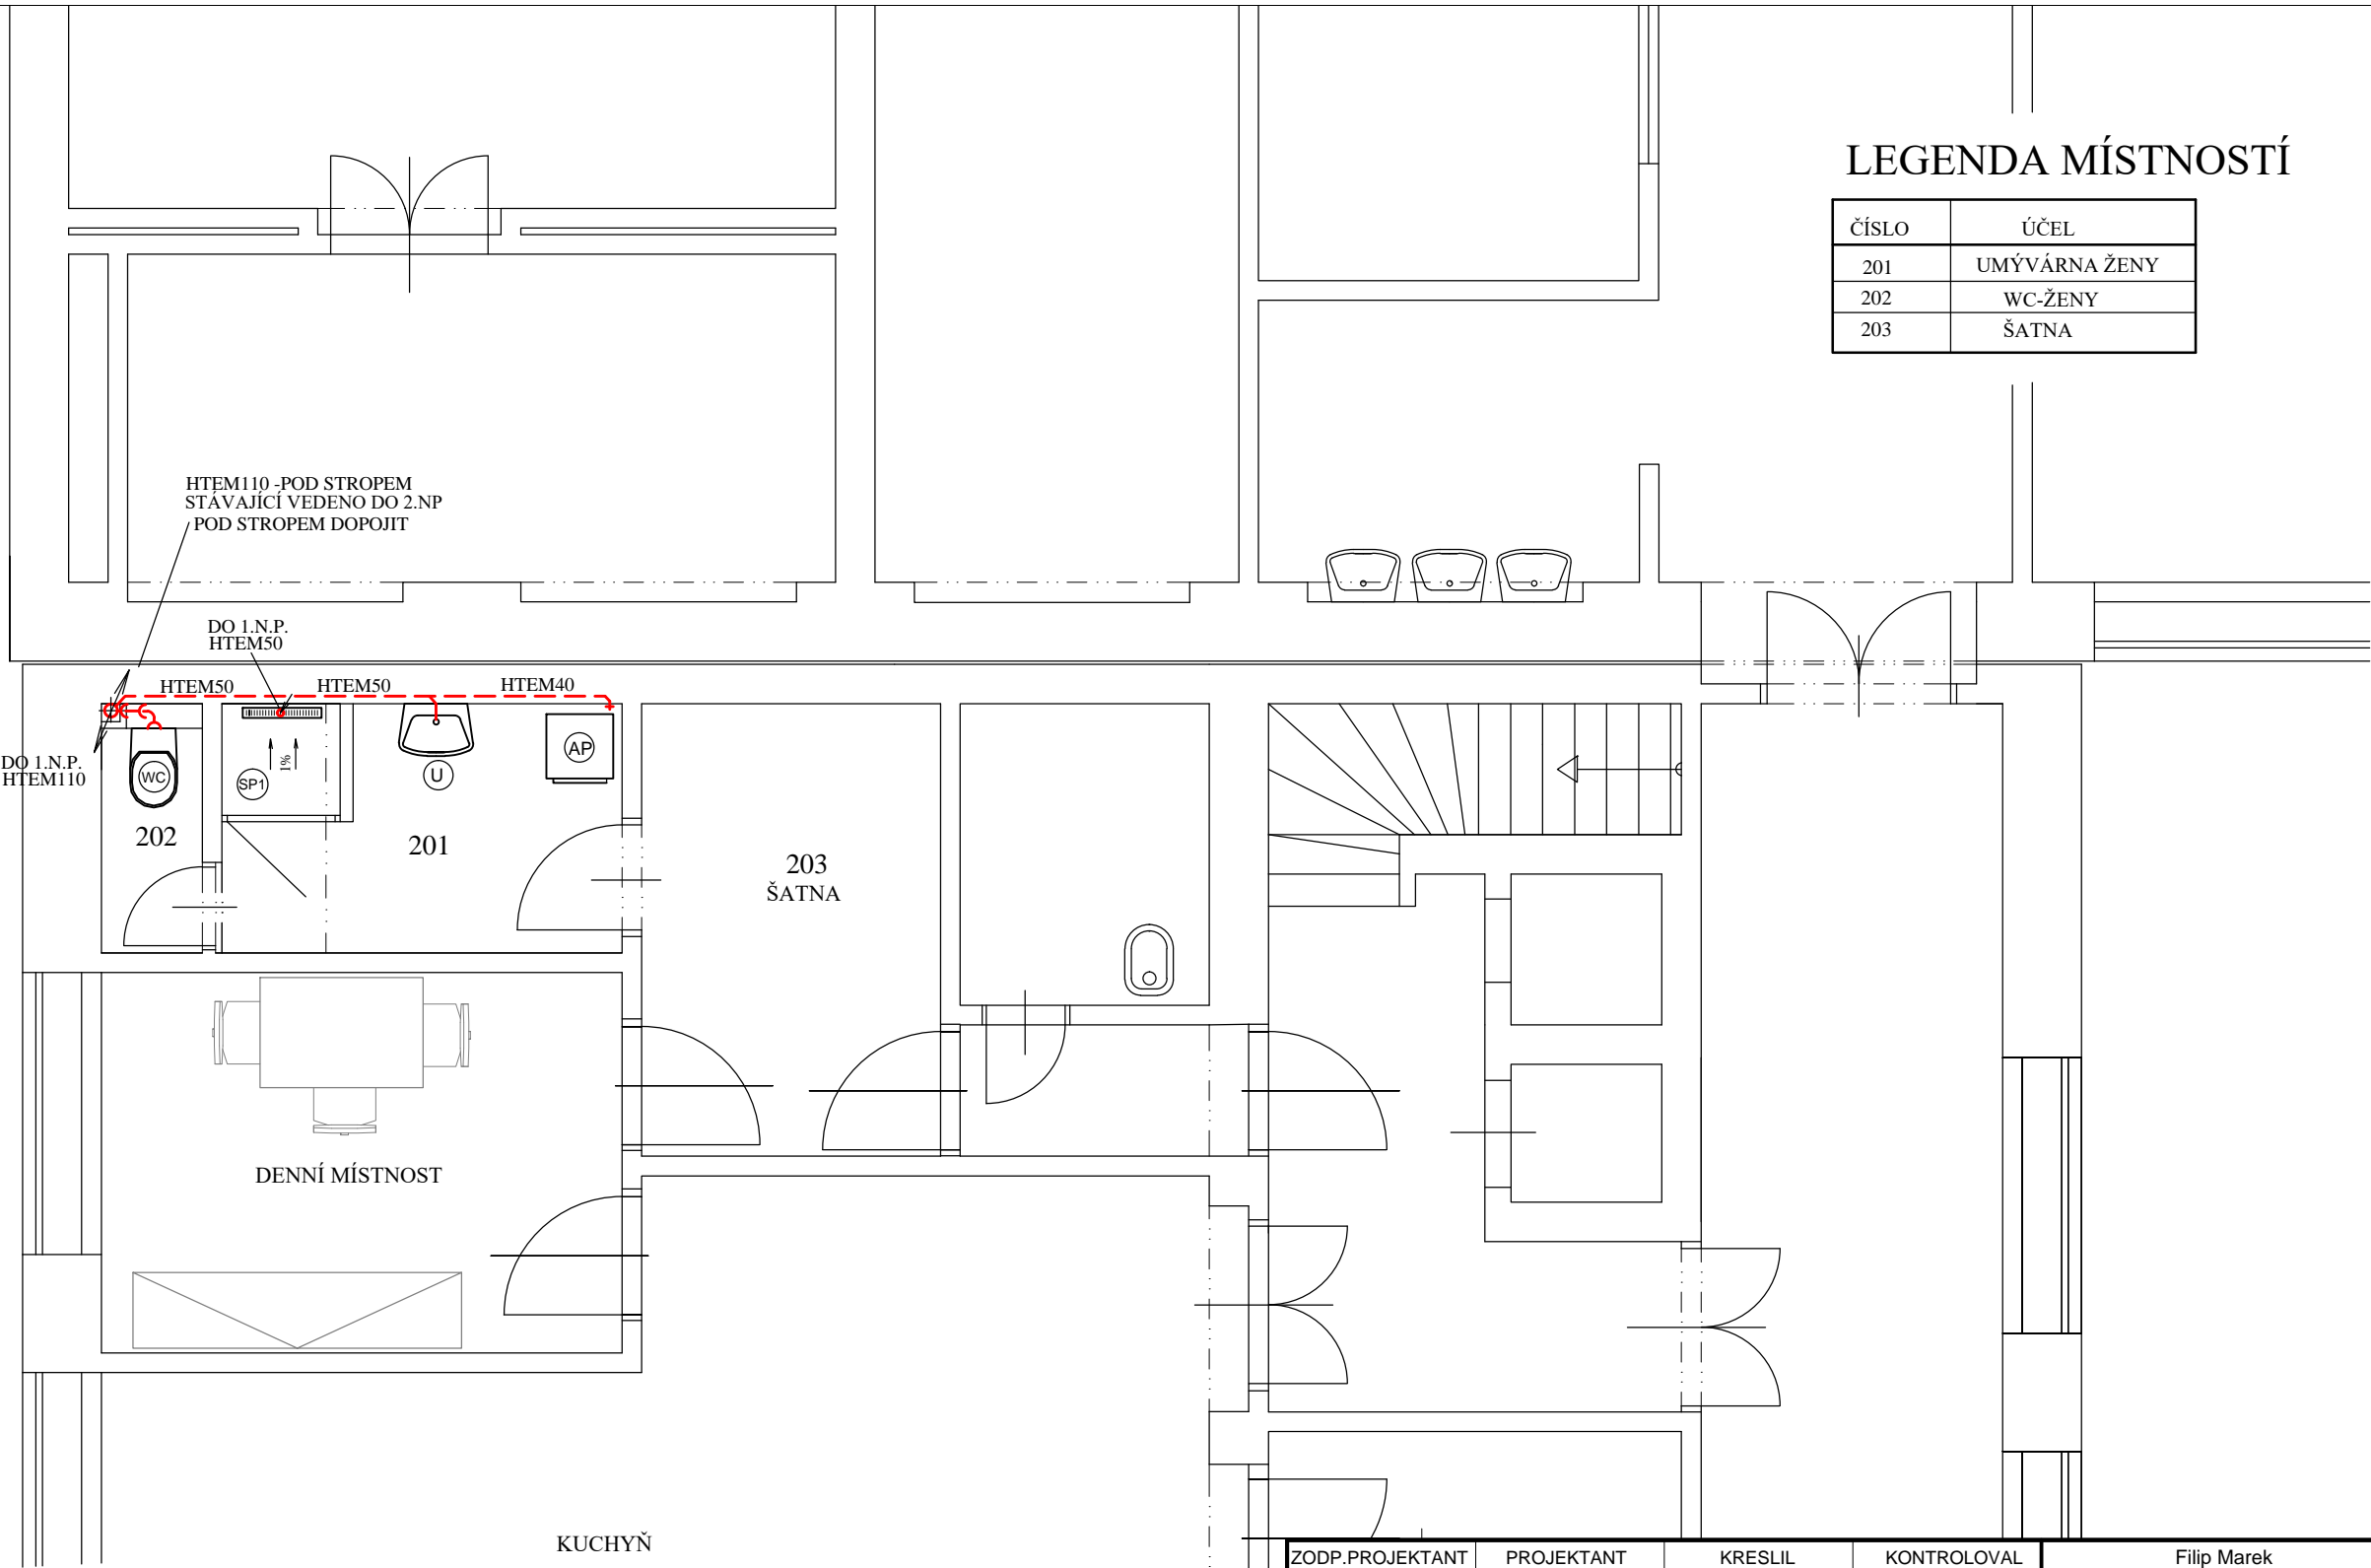 LEGENDA MÍSTNOSTÍ
ČÍSLO ÚČEL
201 UMÝVÁRNA ŽENY
202 WC-ŽENY
203 ŠATNA
HTEM110 -POD STROPEM
STÁVAJÍCÍ VEDENO DO 2.NP
POD STROPEM DOPOJIT
DO 1.N.P.
HTEM50
HTEM50 HTEM50 HTEM40
DO 1.N.P.
HTEM110
WC
SP1
1%
U
AP
202
201
203
ŠATNA
DENNÍ MÍSTNOST
KUCHYŇ
ZODP.PROJEKTANT PROJEKTANT KRESLIL KONTROLOVAL Filip Marek